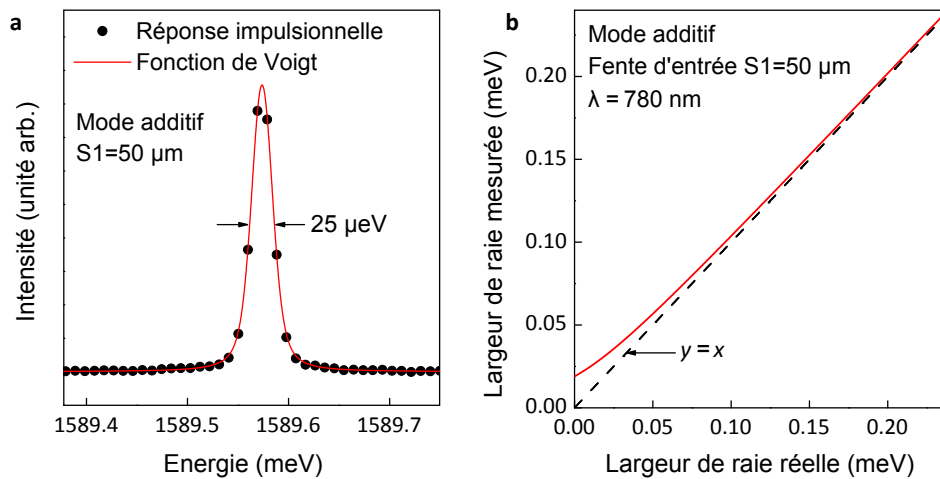 a
Réponse impulsionnelle
Fonction de Voigt
Mode additif
S1=50 µm
25 µeV
Intensité (unité arb.)
1589.4
1589.5
1589.6
1589.7
Energie (meV)
b
Mode additif
Fente d'entrée S1=50 µm
λ = 780 nm
y = x
Largeur de raie mesurée (meV)
0.20
0.15
0.10
0.05
0.00
0.00
0.05
0.10
0.15
0.20
Largeur de raie réelle (meV)